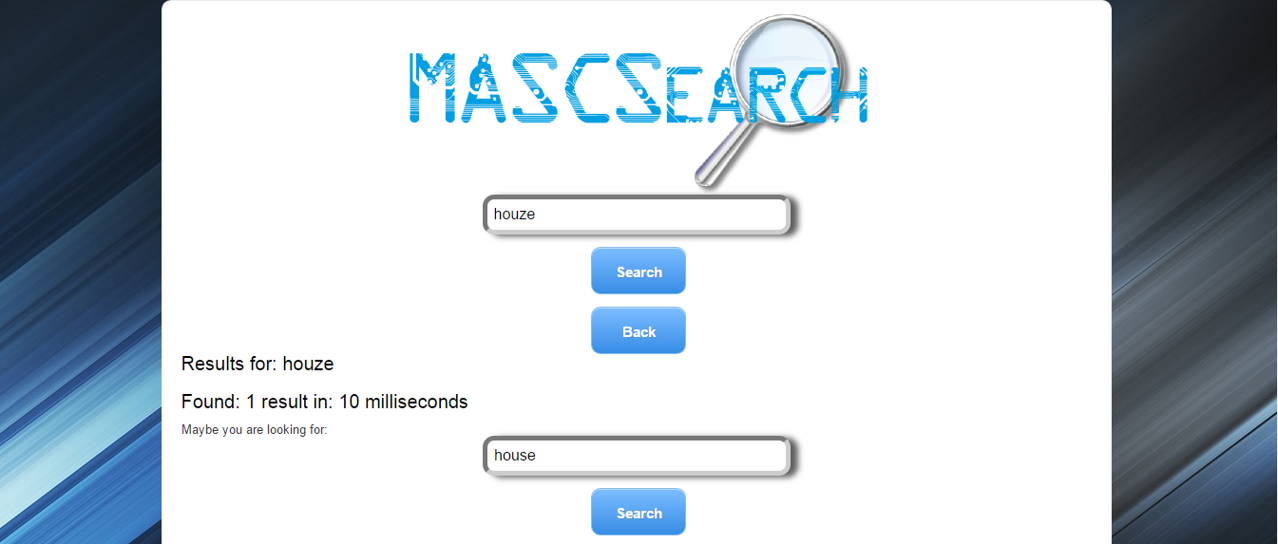 MASCSEARCH
houze
Search
Back
Results for: houze
Found: 1 result in: 10 milliseconds
Maybe you are looking for:
house
Search